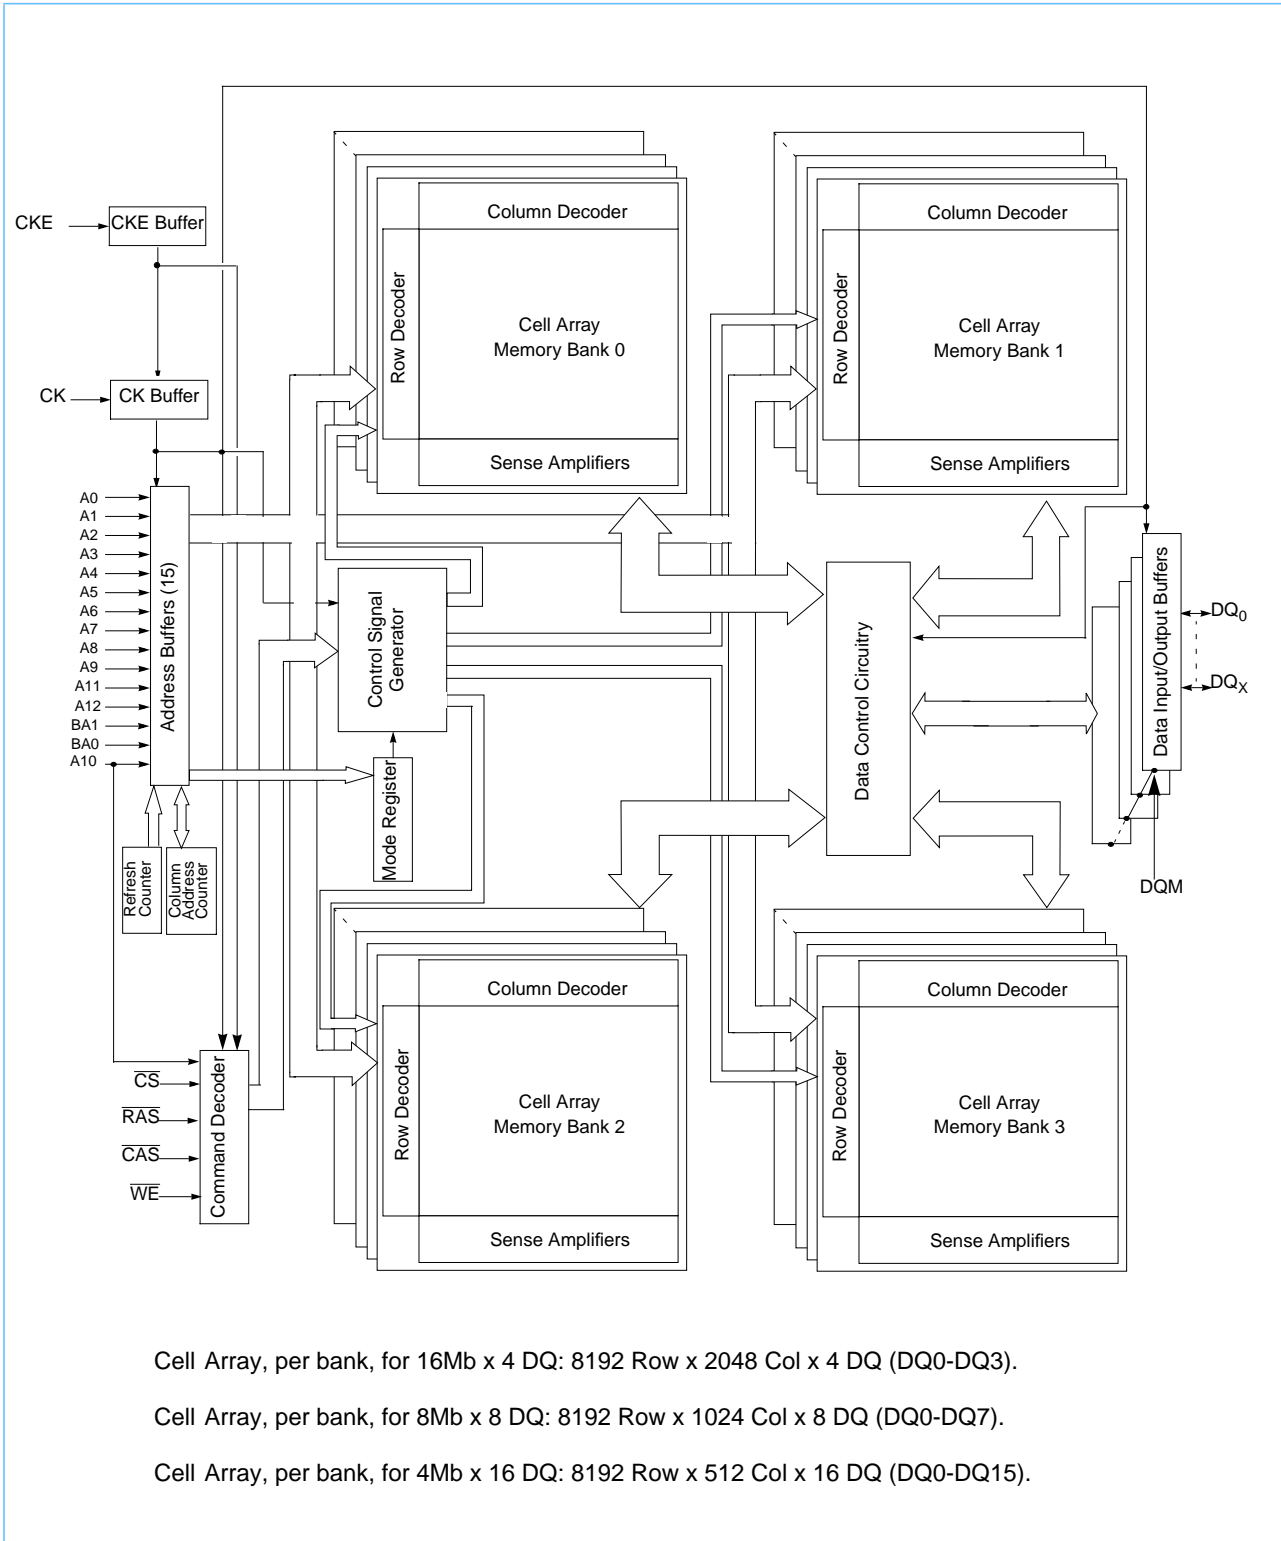 CKE
CKE Buffer
CK
CK Buffer
Column Decoder
Row Decoder
Cell Array
Memory Bank 0
Sense Amplifiers
Column Decoder
Row Decoder
Cell Array
Memory Bank 1
Sense Amplifiers
A0
A1
A2
A3
A4
A5
A6
A7
A8
A9
A11
A12
BA1
BA0
A10
Address Buffers (15)
Refresh
Counter
Column
Address
Counter
Control Signal
Generator
Mode Register
Data Control Circuitry
Data Input/Output Buffers
DQ0
DQX
DQM
CS
RAS
CAS
WE
Command Decoder
Column Decoder
Row Decoder
Cell Array
Memory Bank 2
Sense Amplifiers
Column Decoder
Row Decoder
Cell Array
Memory Bank 3
Sense Amplifiers
Cell Array, per bank, for 16Mb x 4 DQ: 8192 Row x 2048 Col x 4 DQ (DQ0-DQ3).
Cell Array, per bank, for 8Mb x 8 DQ: 8192 Row x 1024 Col x 8 DQ (DQ0-DQ7).
Cell Array, per bank, for 4Mb x 16 DQ: 8192 Row x 512 Col x 16 DQ (DQ0-DQ15).